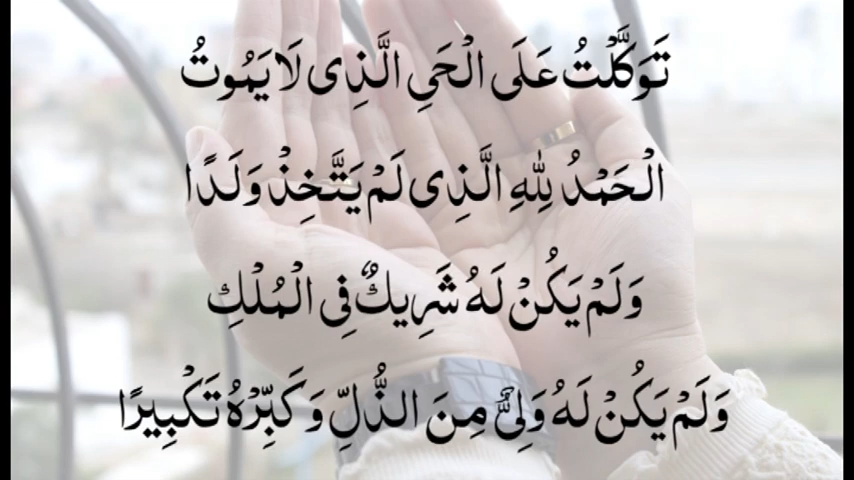 تَوَكَّلْتُ عَلَى الْحَيِ الَّذِى لَا يَمُوتُ
الْحَمْدُ لِلّٰهِ الَّذِى لَمْ يَتَّخِذْ وَلَدًا
وَلَمْ يَكُنْ لَهُ شَرِيكٌ فِى الْمُلْكِ
وَلَمْ يَكُنْ لَهُ وَلِىٌّ مِنَ الذُّلِّ وَكَبِّرْهُ تَكْبِيرًا